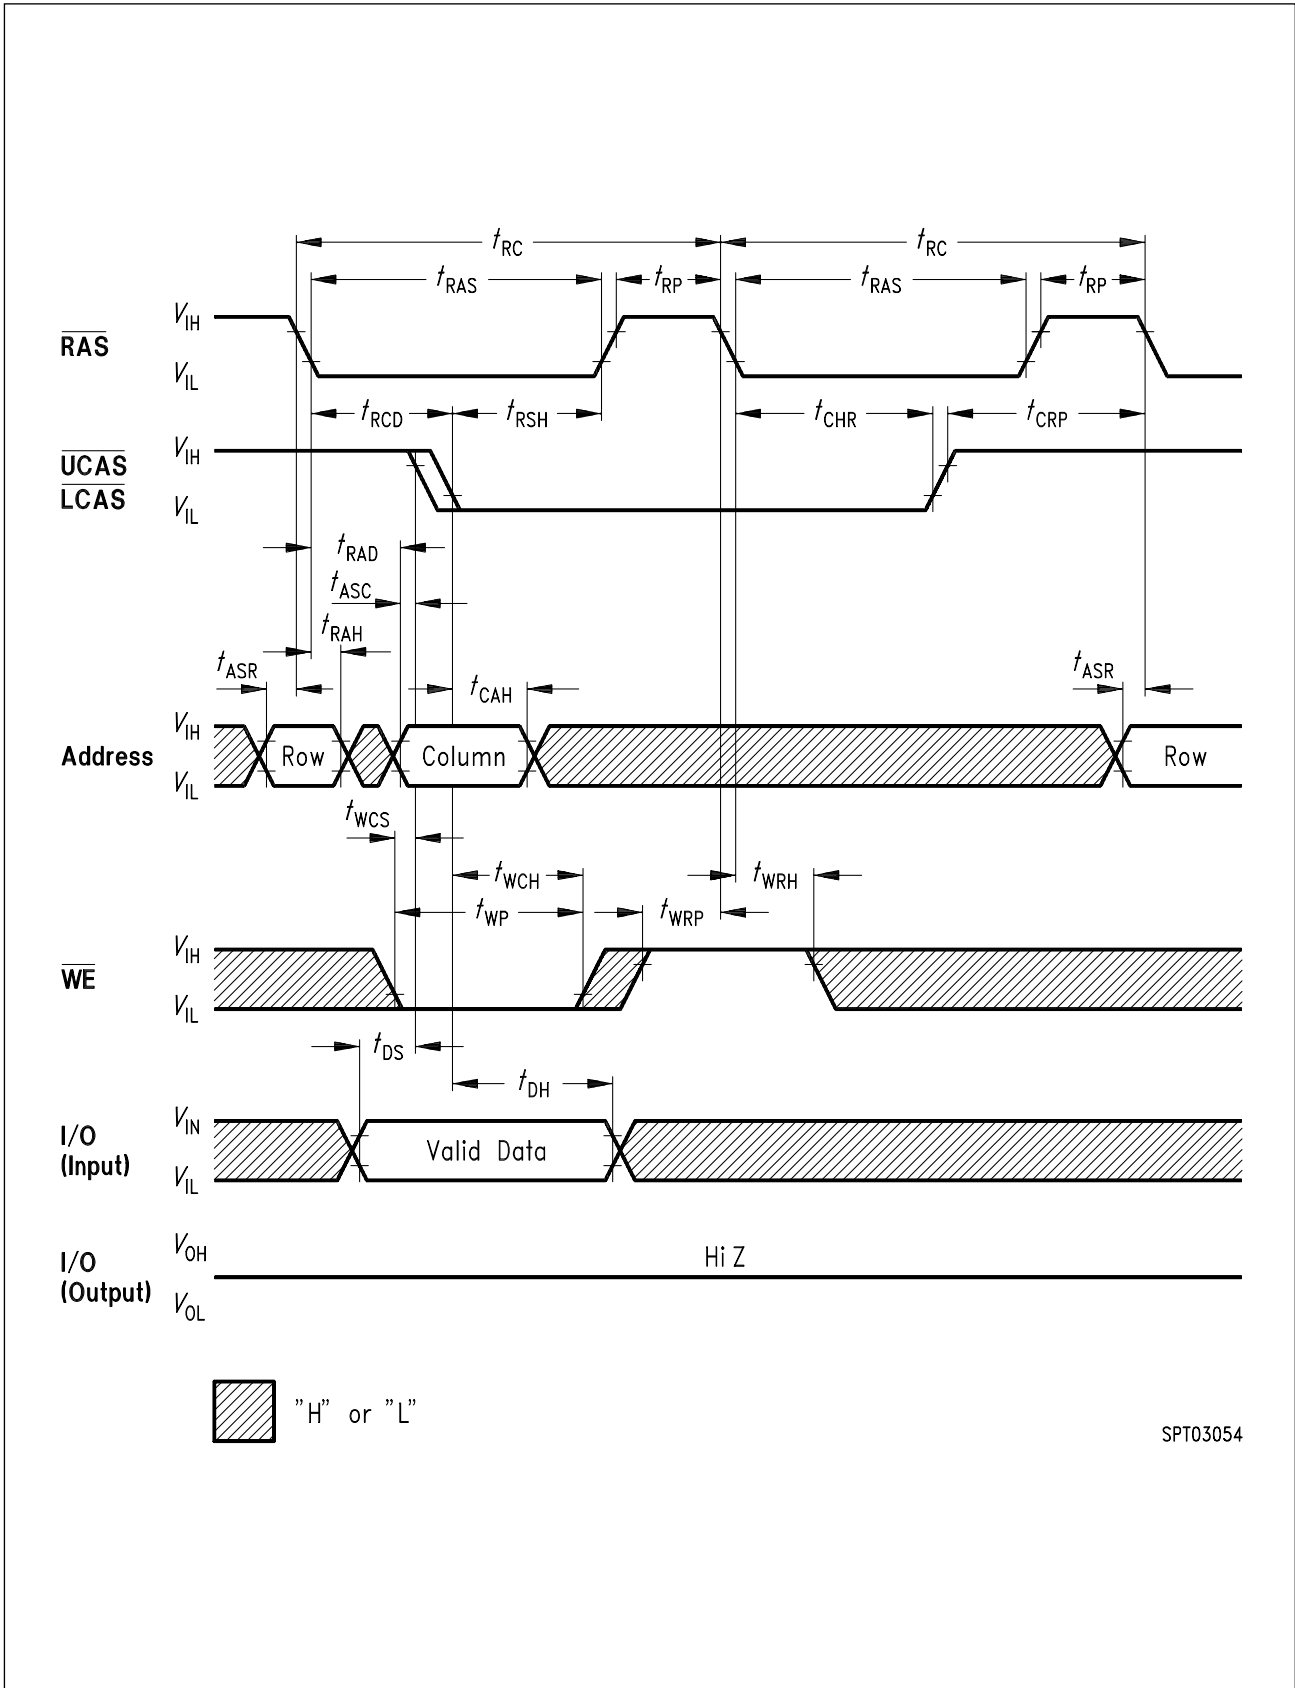 tRC tRC
tRAS tRP tRAS tRP
VIH
RAS
VIL
tRCD tRSH tCHR tCRP
VIH
UCAS
LCAS
VIL
tRAD
tASC
tRAH
tASR tCAH tASR
VIH
Address Row Column Row
VIL
tWCS
tWCH tWRH
tWP tWRP
VIH
WE
VIL
tDS
tDH
VIN
I/O
(Input) Valid Data
VIL
VOH Hi Z
I/O
(Output)
VOL
"H" or "L"
SPT03054